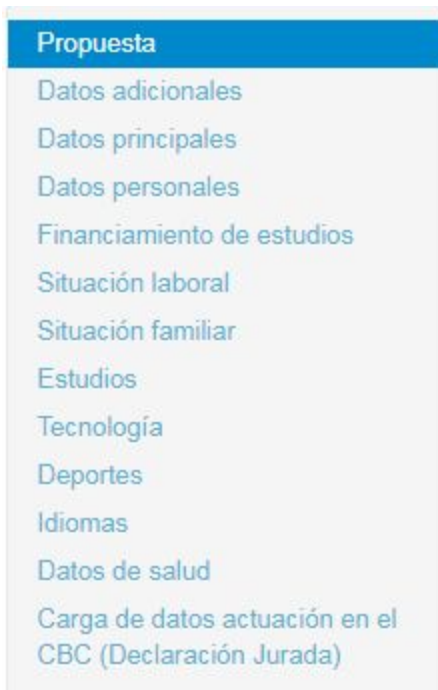 Propuesta
Datos adicionales
Datos principales
Datos personales
Financiamiento de estudios
Situación laboral
Situación familiar
Estudios
Tecnología
Deportes
Idiomas
Datos de salud
Carga de datos actuación en el
CBC (Declaración Jurada)